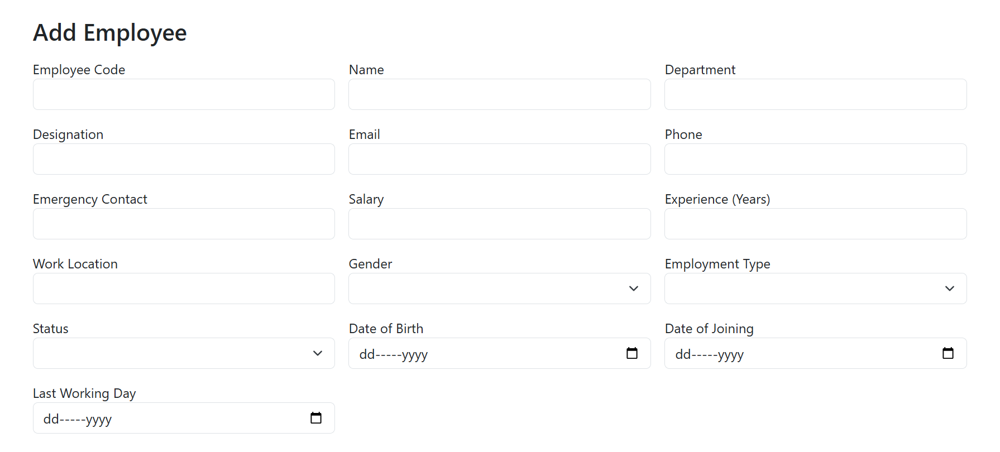 Add Employee
Employee Code
Name
Department
Designation
Email
Phone
Emergency Contact
Salary
Experience (Years)
Work Location
Gender
Employment Type
Status
Date of Birth
Date of Joining
dd-----yyyy
dd-----yyyy
Last Working Day
dd-----yyyy